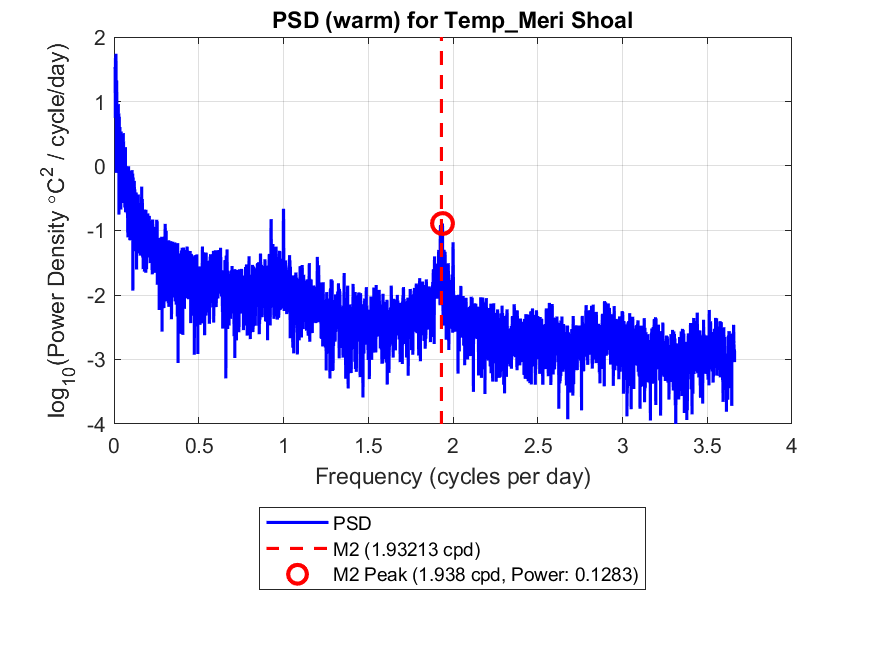 PSD (warm) for Temp_Meri Shoal
log10(Power Density °C2 / cycle/day)
2
1
0
-1
-2
-3
-4
0 0.5 1 1.5 2 2.5 3 3.5 4
Frequency (cycles per day)
PSD
M2 (1.93213 cpd)
M2 Peak (1.938 cpd, Power: 0.1283)